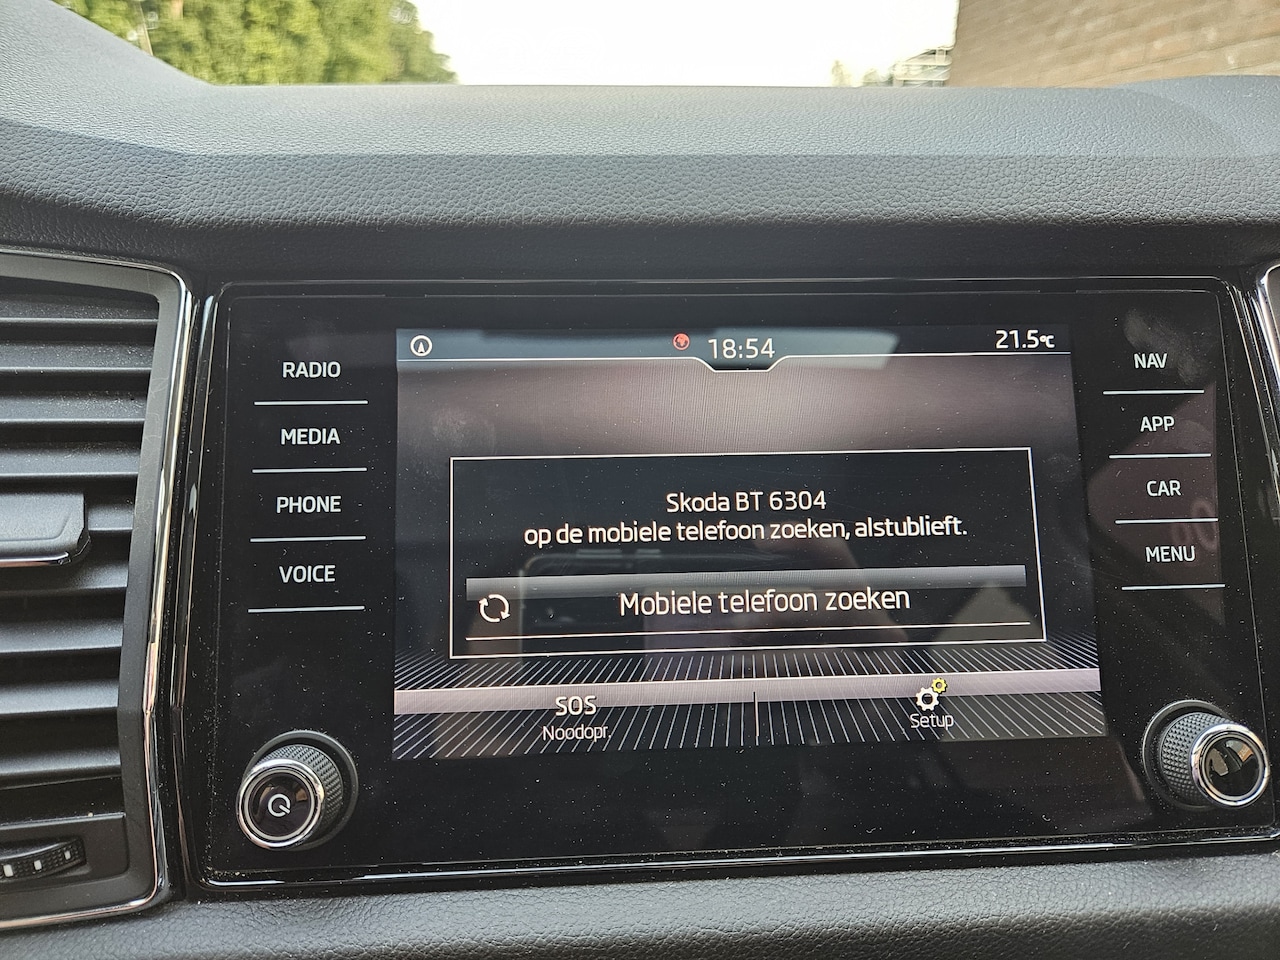 RADIO
MEDIA
PHONE
VOICE
18:54
21.5°C
Skoda BT 6304
op de mobiele telefoon zoeken, alstublieft.
Mobiele telefoon zoeken
SOS
Noodopr.
Setup
NAV
APP
CAR
MENU